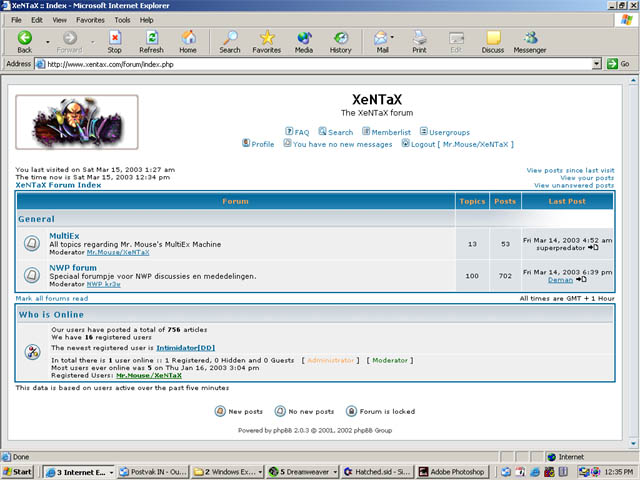 XeNTaX :: Index - Microsoft Internet Explorer
File Edit View Favorites Tools Help
Back Forward Stop Refresh Home Search Favorites Media History Mail Print Edit Discuss Messenger
Address http://www.xentax.com/forum/index.php Go
XeNTaX
The XeNTaX forum
FAQ Search Memberlist Usergroups
Profile You have no new messages Logout [ Mr.Mouse/XeNTaX ]
You last visited on Sat Mar 15, 2003 1:27 am
The time now is Sat Mar 15, 2003 12:34 pm
XeNTaX Forum Index
View posts since last visit
View your posts
View unanswered posts
Forum Topics Posts Last Post
General
MultiEx
All topics regarding Mr. Mouse's MultiEx Machine
Moderator Mr.Mouse/XeNTaX
13 53 Fri Mar 14, 2003 4:52 am
superpredator
NWP forum
Speciaal forumpje voor NWP discussies en mededelingen.
Moderator NWP kr3w
100 702 Fri Mar 14, 2003 6:39 pm
Deman
Mark all forums read All times are GMT + 1 Hour
Who is Online
Our users have posted a total of 756 articles
We have 16 registered users
The newest registered user is Intimidator[DD]
In total there is 1 user online :: 1 Registered, 0 Hidden and 0 Guests [ Administrator ] [ Moderator ]
Most users ever online was 5 on Thu Jan 16, 2003 3:04 pm
Registered Users: Mr.Mouse/XeNTaX
This data is based on users active over the past five minutes
New posts No new posts Forum is locked
Powered by phpBB 2.0.3 © 2001, 2002 phpBB Group
Done Internet
Start 3 Internet E... Postvak IN - Ou... 2 Windows Ex... 5 Dreamweaver Hatched.sid - Si... Adobe Photoshop 12:35 PM